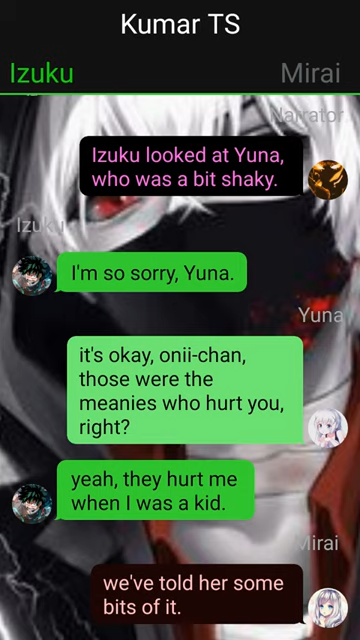 Kumar TS
Izuku
Mirai
Narrator
Izuku looked at Yuna,
who was a bit shaky.
Izuku
I'm so sorry, Yuna.
Yuna
it's okay, onii-chan,
those were the
meanies who hurt you,
right?
yeah, they hurt me
when I was a kid.
Mirai
we've told her some
bits of it.